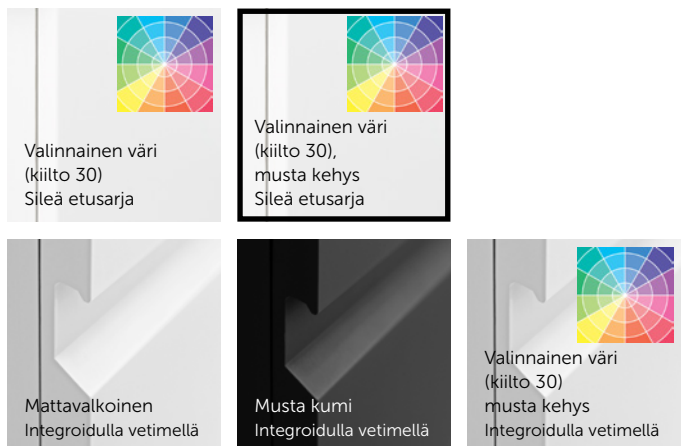 Valinnainen väri
(kiilto 30)
Sileä etusarja
Valinnainen väri
(kiilto 30),
musta kehys
Sileä etusarja
Mattavalkoinen
Integroidulla vetimellä
Musta kumi
Integroidulla vetimellä
Valinnainen väri
(kiilto 30)
musta kehys
Integroidulla vetimellä